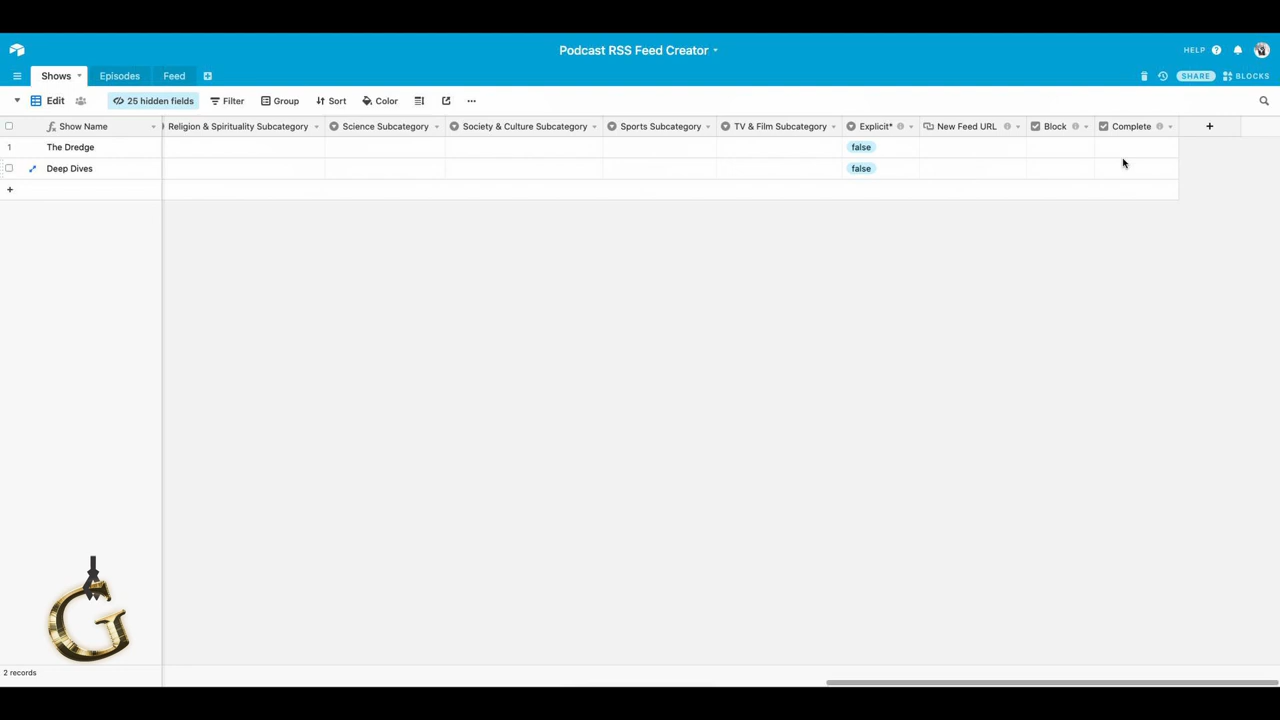 Podcast RSS Feed Creator
HELP
Shows Episodes Feed
SHARE BLOCKS
Edit 25 hidden fields Filter Group Sort Color
Show Name Religion & Spirituality Subcategory Science Subcategory Society & Culture Subcategory Sports Subcategory TV & Film Subcategory Explicit* New Feed URL Block Complete
1 The Dredge false
Deep Dives false
G
2 records